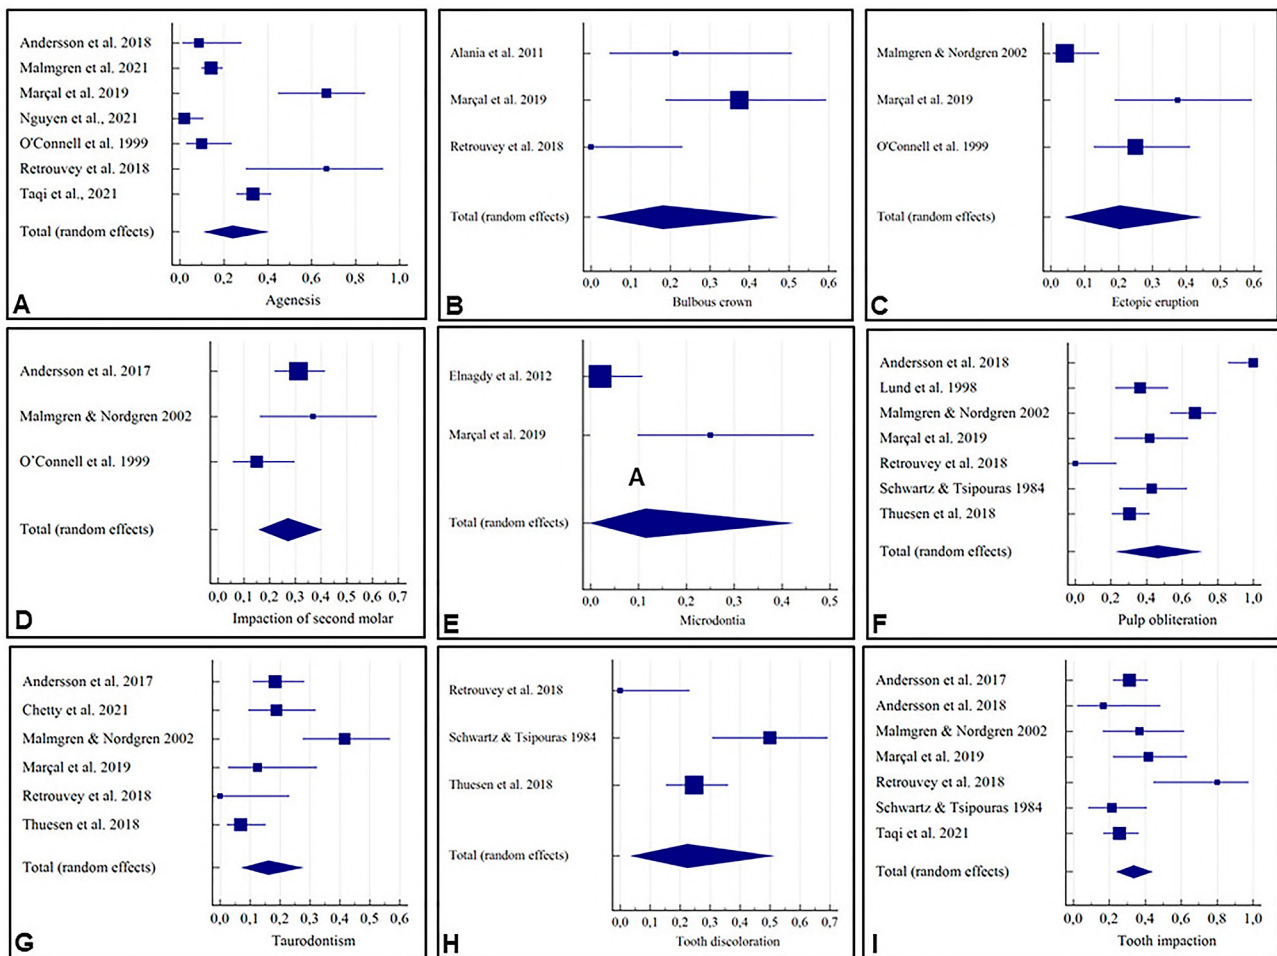 Andersson et al. 2018
Malmgren et al. 2021
Marçal et al. 2019
Nguyen et al., 2021
O'Connell et al. 1999
Retrouvey et al. 2018
Taqi et al., 2021
Total (random effects)
0,0 0,2 0,4 0,6 0,8 1,0
Agenesis
A
Alania et al. 2011
Marçal et al. 2019
Retrouvey et al. 2018
Total (random effects)
0,0 0,1 0,2 0,3 0,4 0,5 0,6
Bulbous crown
B
Malmgren & Nordgren 2002
Marçal et al. 2019
O'Connell et al. 1999
Total (random effects)
0,0 0,1 0,2 0,3 0,4 0,5 0,6
Ectopic eruption
C
Andersson et al. 2017
Malmgren & Nordgren 2002
O'Connell et al. 1999
Total (random effects)
0,0 0,1 0,2 0,3 0,4 0,5 0,6 0,7
Impaction of second molar
D
Elnagdy et al. 2012
Marçal et al. 2019
A
Total (random effects)
0,0 0,1 0,2 0,3 0,4 0,5
Microdontia
E
Andersson et al. 2018
Lund et al. 1998
Malmgren & Nordgren 2002
Marçal et al. 2019
Retrouvey et al. 2018
Schwartz & Tsipouras 1984
Thuesen et al. 2018
Total (random effects)
0,0 0,2 0,4 0,6 0,8 1,0
Pulp obliteration
F
Andersson et al. 2017
Chetty et al. 2021
Malmgren & Nordgren 2002
Marçal et al. 2019
Retrouvey et al. 2018
Thuesen et al. 2018
Total (random effects)
0,0 0,1 0,2 0,3 0,4 0,5 0,6
Taurodontism
G
Retrouvey et al. 2018
Schwartz & Tsipouras 1984
Thuesen et al. 2018
Total (random effects)
0,0 0,1 0,2 0,3 0,4 0,5 0,6 0,7
Tooth discoloration
H
Andersson et al. 2017
Andersson et al. 2018
Malmgren & Nordgren 2002
Marçal et al. 2019
Retrouvey et al. 2018
Schwartz & Tsipouras 1984
Taqi et al. 2021
Total (random effects)
0,0 0,2 0,4 0,6 0,8 1,0
Tooth impaction
I